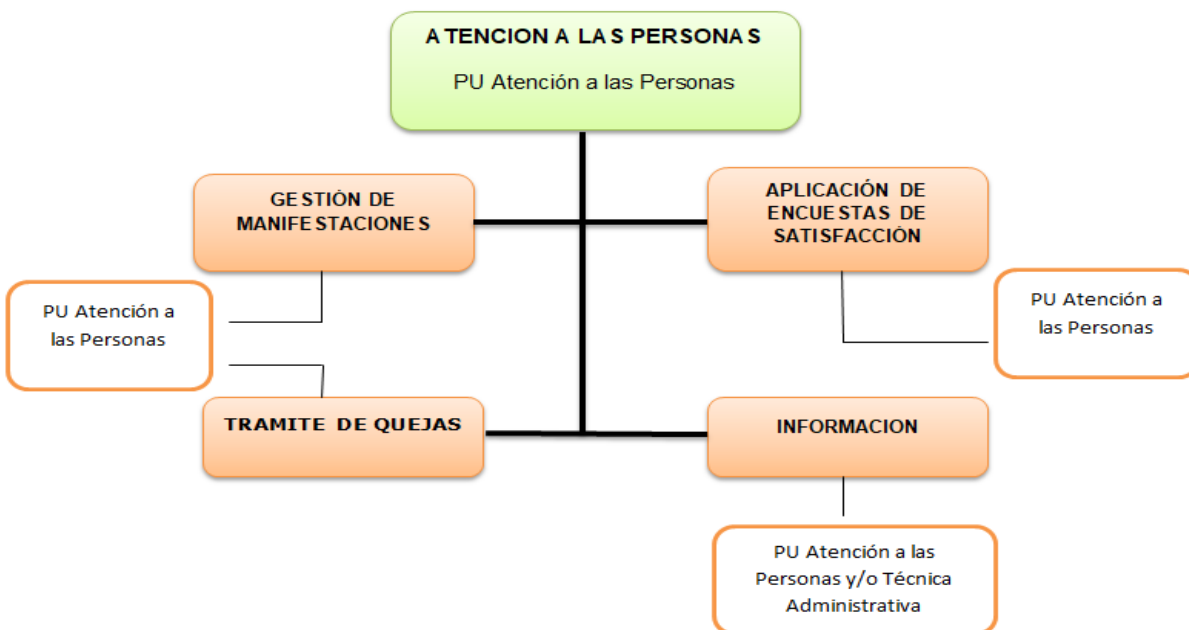 ATENCION A LAS PERSONAS
PU Atención a las Personas
GESTIÓN DE
MANIFESTACIONES
APLICACIÓN DE
ENCUESTAS DE
SATISFACCIÓN
PU Atención a
las Personas
PU Atención a
las Personas
TRAMITE DE QUEJAS
INFORMACION
PU Atención a las
Personas y/o Técnica
Administrativa